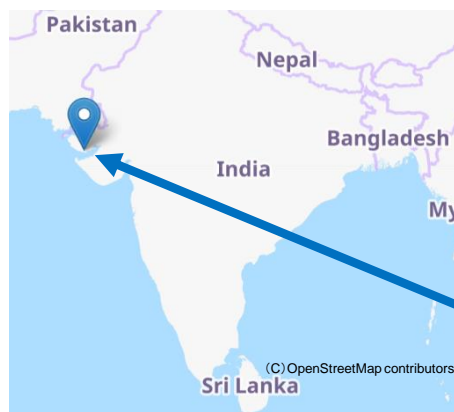 Pakistan
Nepal
Bangladesh
India
My
(C)OpenStreetMap contributors
Sri Lanka